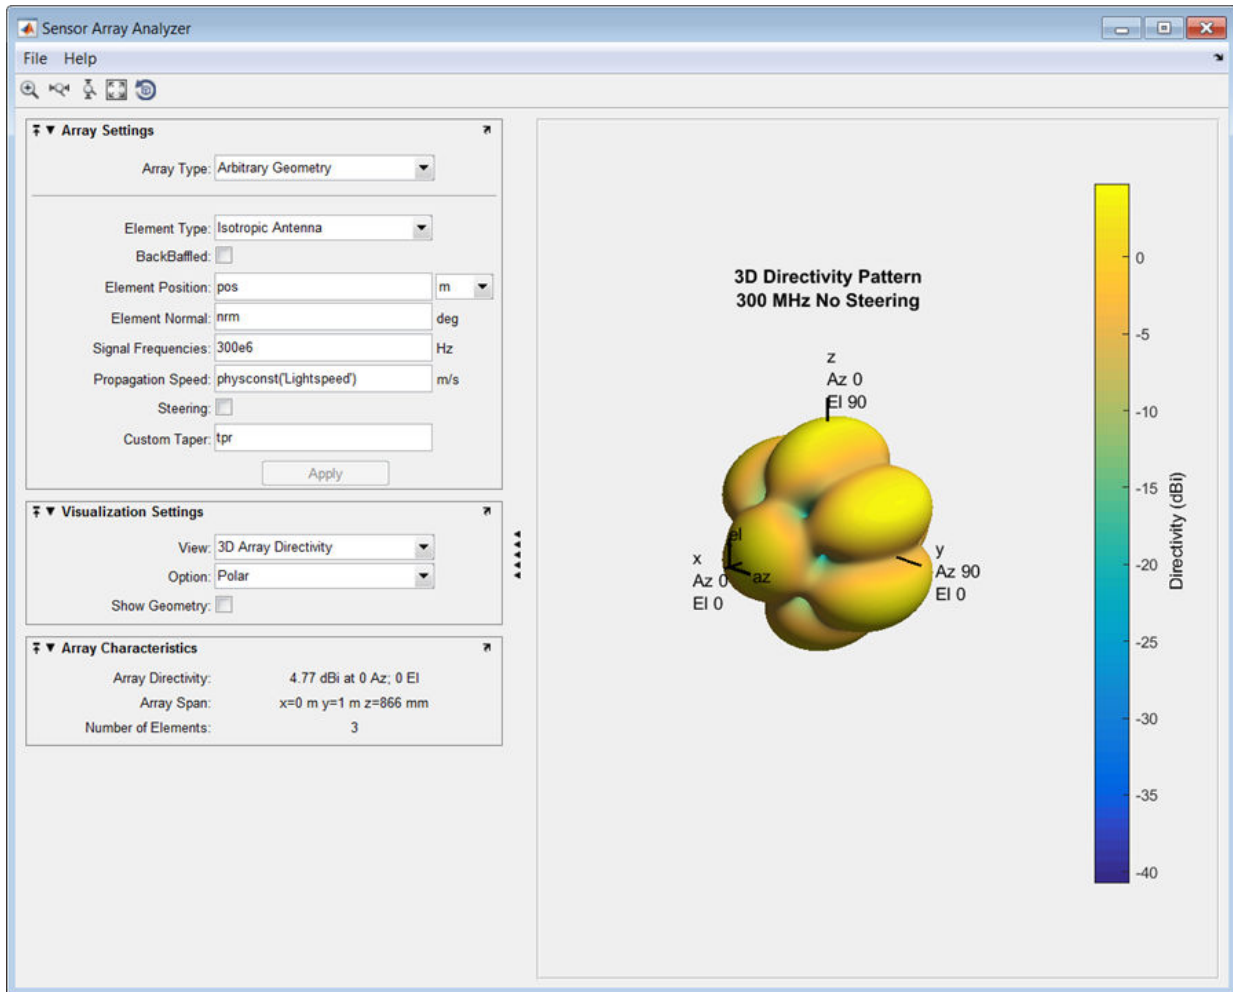 Sensor Array Analyzer
File Help
Array Settings
Array Type: Arbitrary Geometry
Element Type: Isotropic Antenna
BackBaffled:
Element Position: pos m
Element Normal: nrm deg
Signal Frequencies: 300e6 Hz
Propagation Speed: physconst('Lightspeed') m/s
Steering:
Custom Taper: tpr
Apply
Visualization Settings
View: 3D Array Directivity
Option: Polar
Show Geometry:
Array Characteristics
Array Directivity: 4.77 dBi at 0 Az; 0 El
Array Span: x=0 m y=1 m z=866 mm
Number of Elements: 3
3D Directivity Pattern
300 MHz No Steering
z
Az 0
El 90
el
az
x
Az 0
El 0
y
Az 90
El 0
0
-5
-10
-15
-20
-25
-30
-35
-40
Directivity (dBi)